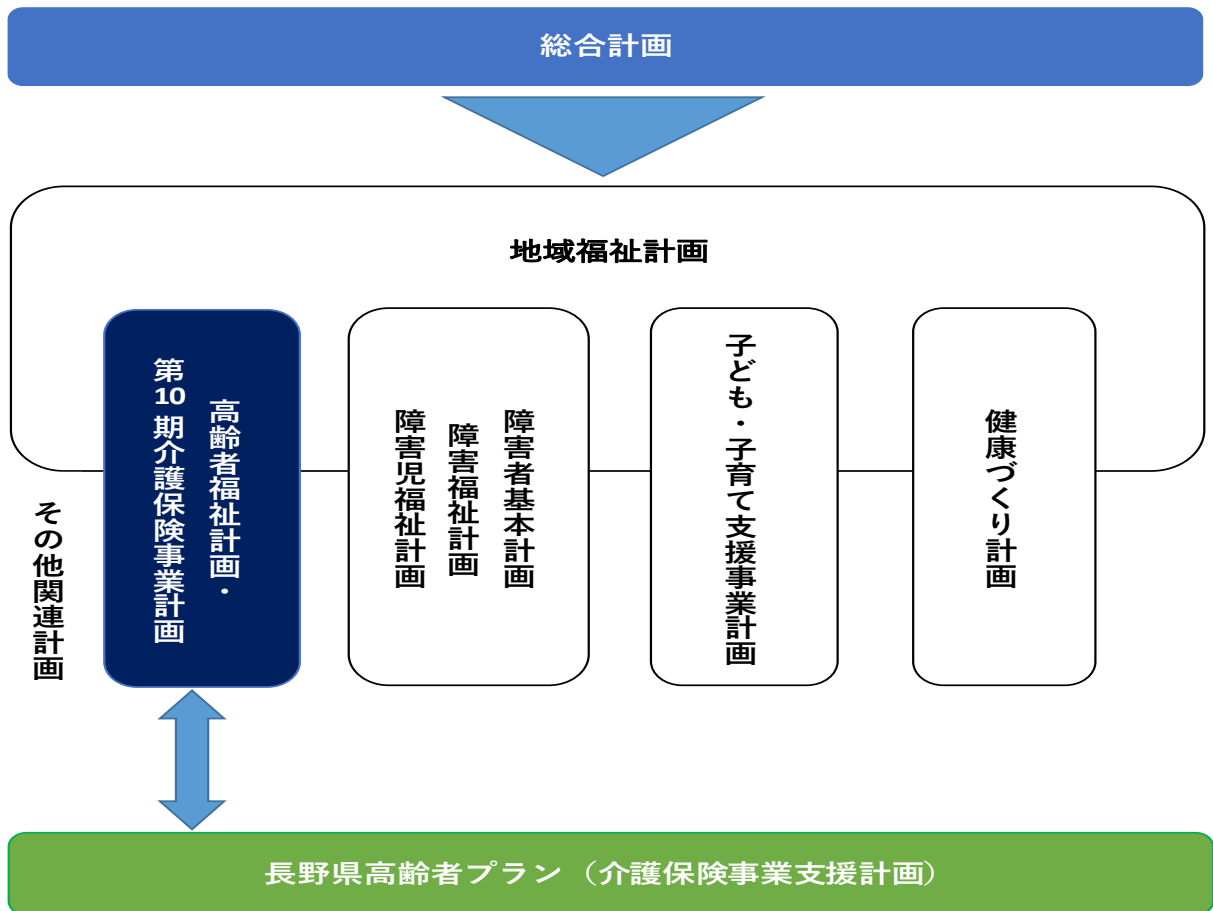 総合計画
地域福祉計画
高齢者福祉計画・
第10期介護保険事業計画
障害者基本計画
障害福祉計画
障害児福祉計画
子ども・子育て支援事業計画
健康づくり計画
その他関連計画
長野県高齢者プラン（介護保険事業支援計画）